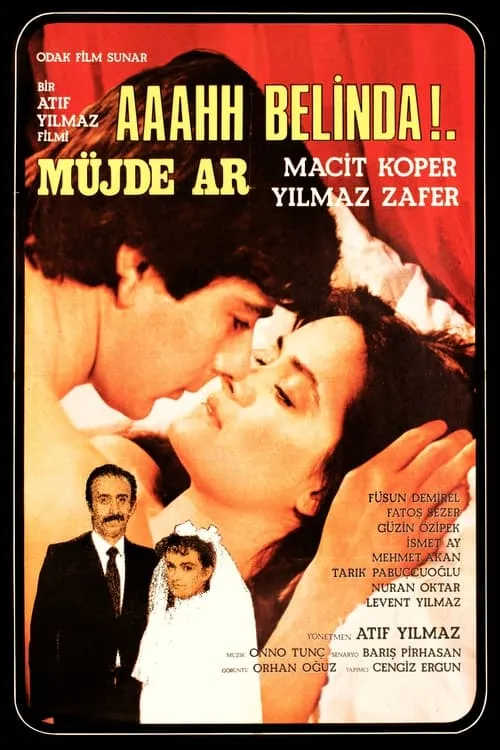 ODAK FİLM SUNAR
BİR
ATIF
YILMAZ
FİLMİ
AAAHH BELİNDA!.
MÜJDE AR
MACİT KOPER
YILMAZ ZAFER
FÜSUN DEMİREL
FATOS SEZER
GÜZİN ÖZİPEK
İSMET AY
MEHMET AKAN
TARIK PABUÇCUOĞLU
NURAN OKTAR
LEVENT YILMAZ
YÖNETMEN ATIF YILMAZ
MÜZİK ONNO TUNÇ SENARYO BARIŞ PİRHASAN
GÖRÜNTÜ ORHAN OĞUZ YAPIMCI CENGİZ ERGUN